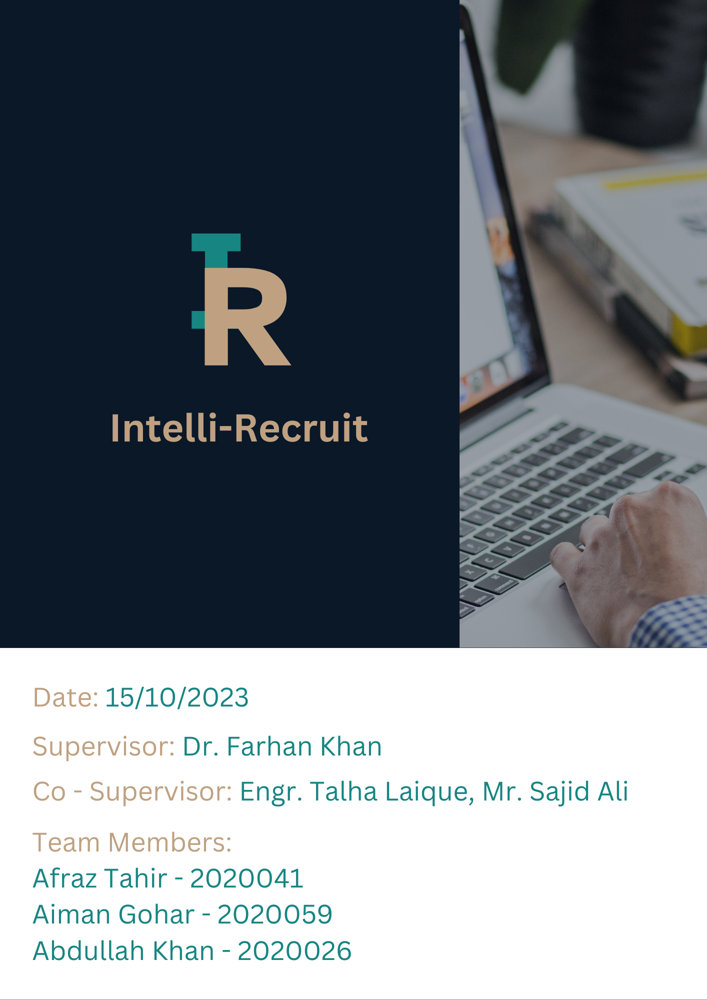 IR
Intelli-Recruit
Date: 15/10/2023
Supervisor: Dr. Farhan Khan
Co - Supervisor: Engr. Talha Laique, Mr. Sajid Ali
Team Members:
Afraz Tahir - 2020041
Aiman Gohar - 2020059
Abdullah Khan - 2020026